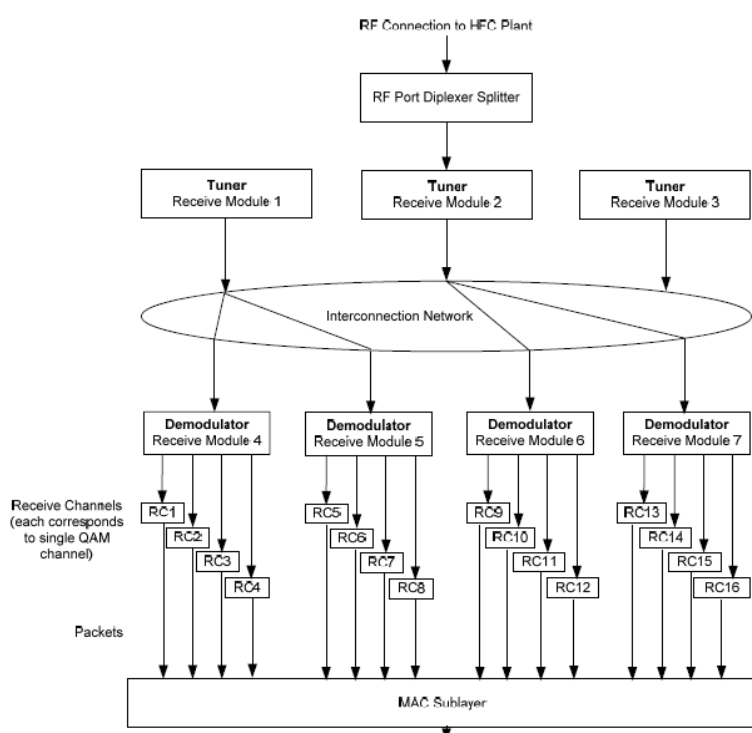 RF Connection to HFC Plant
RF Port Diplexer Splitter
Tuner
Receive Module 1
Tuner
Receive Module 2
Tuner
Receive Module 3
Interconnection Network
Demodulator
Receive Module 4
Demodulator
Receive Module 5
Demodulator
Receive Module 6
Demodulator
Receive Module 7
Receive Channels
(each corresponds
to single QAM
channel)
RC1
RC2
RC3
RC4
RC5
RC6
RC7
RC8
RC9
RC10
RC11
RC12
RC13
RC14
RC15
RC16
Packets
MAC Sublayer